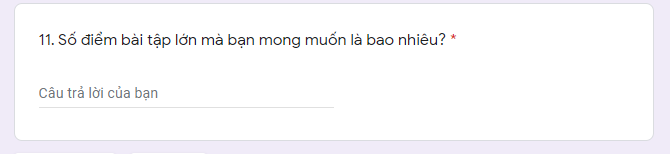 11. Số điểm bài tập lớn mà bạn mong muốn là bao nhiêu? *
Câu trả lời của bạn